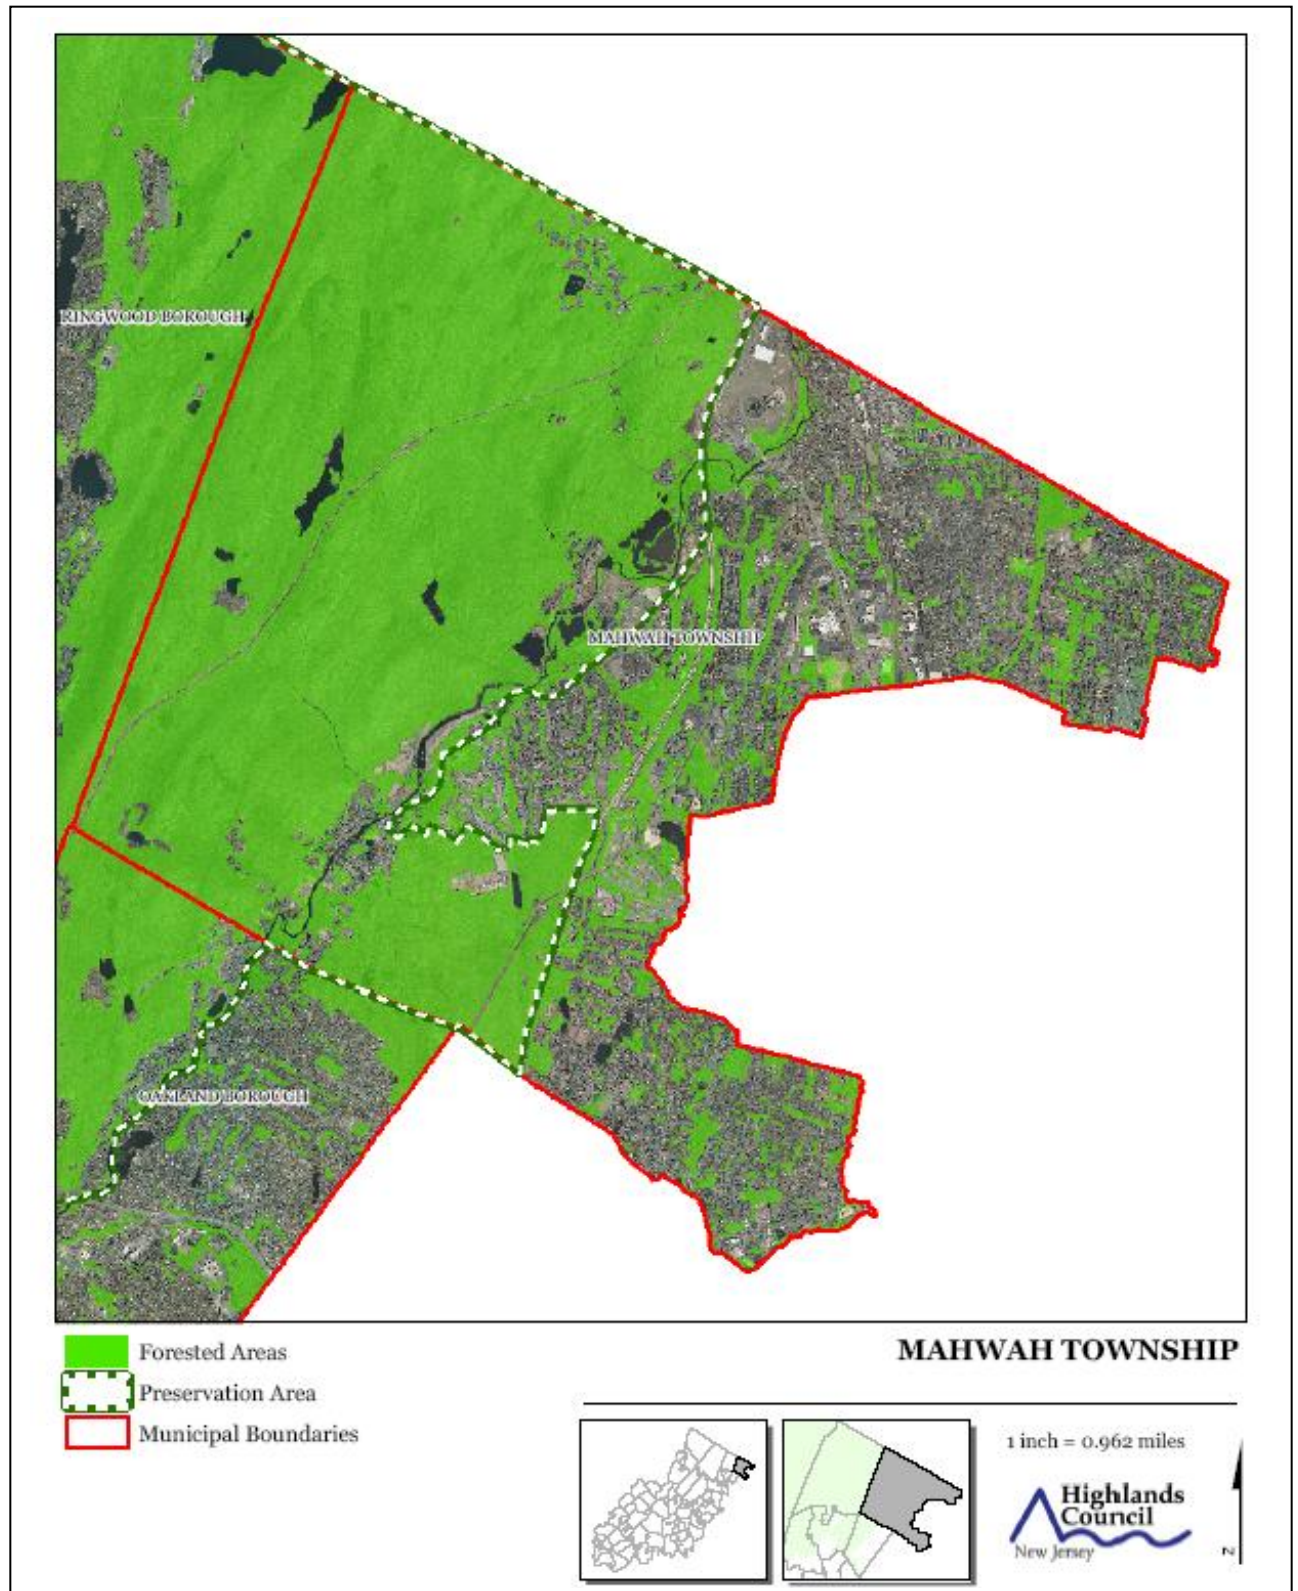 RINGWOOD BOROUGH
MAHWAH TOWNSHIP
OAKLAND BOROUGH
Forested Areas
Preservation Area
Municipal Boundaries
MAHWAH TOWNSHIP
1 inch = 0.962 miles
Highlands
Council
New Jersey
N